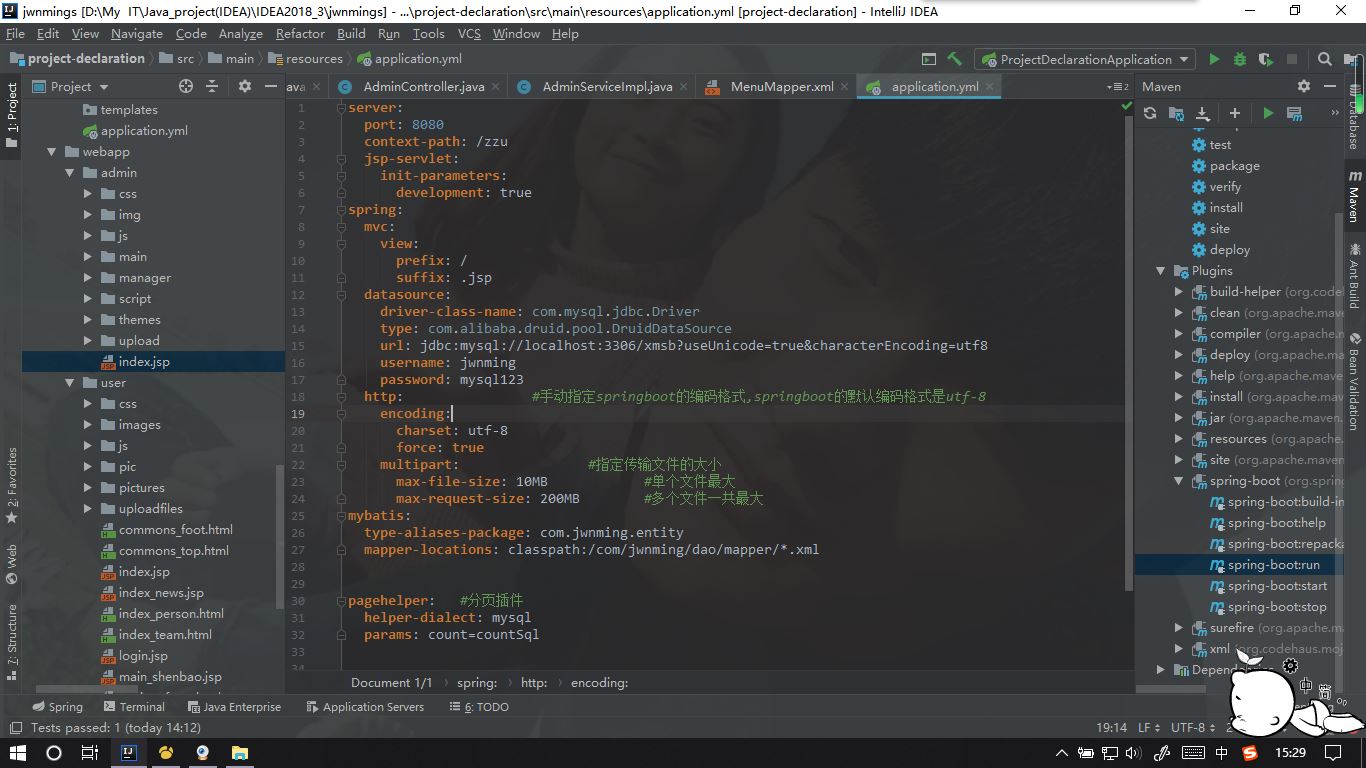 jwnmings [D:\My IT\Java_project(IDEA)\IDEA2018_3\jwnmings] - ...\project-declaration\src\main\resources\application.yml [project-declaration] - IntelliJ IDEA
File Edit View Navigate Code Analyze Refactor Build Run Tools VCS Window Help
project-declaration src main resources application.yml ProjectDeclarationApplication
Project ava AdminController.java AdminServiceImpl.java MenuMapper.xml application.yml Maven
1: Project
2: Favorites
Web
7: Structure
templates
application.yml
webapp
admin
css
img
js
main
manager
script
themes
upload
index.jsp
user
css
images
js
pic
pictures
uploadfiles
commons_foot.html
commons_top.html
index.jsp
index_news.jsp
index_person.html
index_team.html
login.jsp
main_shenbao.jsp
1 server:
2 port: 8080
3 context-path: /zzu
4 jsp-servlet:
5 init-parameters:
6 development: true
7 spring:
8 mvc:
9 view:
10 prefix: /
11 suffix: .jsp
12 datasource:
13 driver-class-name: com.mysql.jdbc.Driver
14 type: com.alibaba.druid.pool.DruidDataSource
15 url: jdbc:mysql://localhost:3306/xmsb?useUnicode=true&characterEncoding=utf8
16 username: jwnming
17 password: mysql123
18 http: #手动指定springboot的编码格式,springboot的默认编码格式是utf-8
19 encoding:
20 charset: utf-8
21 force: true
22 multipart: #指定传输文件的大小
23 max-file-size: 10MB #单个文件最大
24 max-request-size: 200MB #多个文件一共最大
25 mybatis:
26 type-aliases-package: com.jwnming.entity
27 mapper-locations: classpath:/com/jwnming/dao/mapper/*.xml
28
29
30 pagehelper: #分页插件
31 helper-dialect: mysql
32 params: count=countSql
33
34
Document 1/1 spring: http: encoding:
test
package
verify
install
site
deploy
Plugins
build-helper (org.code
clean (org.apache.mave
compiler (org.apache.m
deploy (org.apache.ma
help (org.apache.mave
install (org.apache.ma
jar (org.apache.maven.
resources (org.apache.
site (org.apache.maven
spring-boot (org.sprin
spring-boot:build-in
spring-boot:help
spring-boot:repacka
spring-boot:run
spring-boot:start
spring-boot:stop
surefire (org.apache.m
xml (org.codehaus.moj
Database
Maven
Ant Build
Bean Validation
Spring Terminal Java Enterprise Application Servers 6: TODO
Tests passed: 1 (today 14:12) 19:14 LF UTF-8
中 15:29